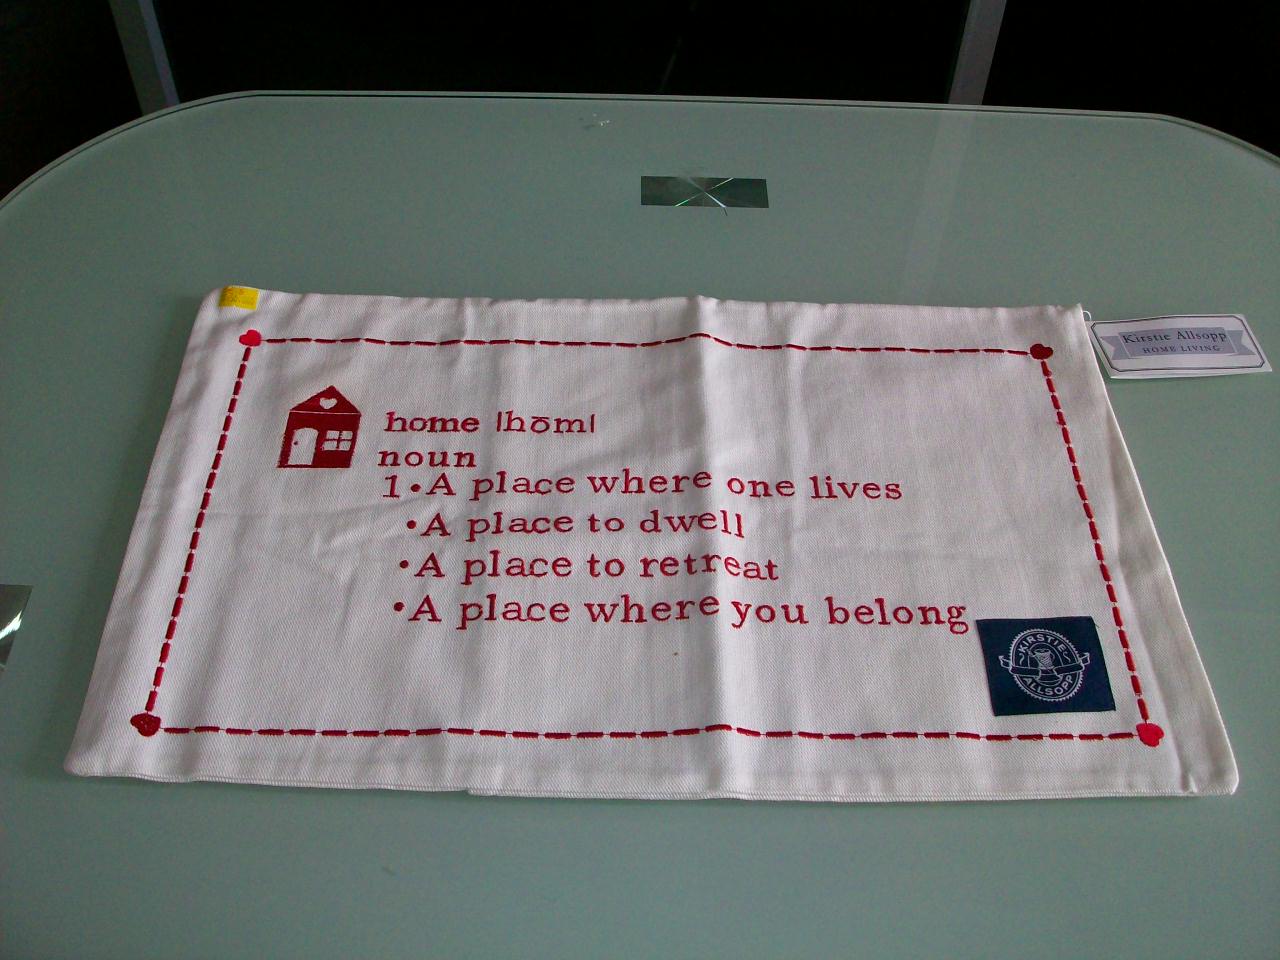 Kirstie Allsopp
HOME LIVING
home |hōm|
noun
1•A place where one lives
•A place to dwell
•A place to retreat
•A place where you belong
KIRSTIE
ALLSOPP